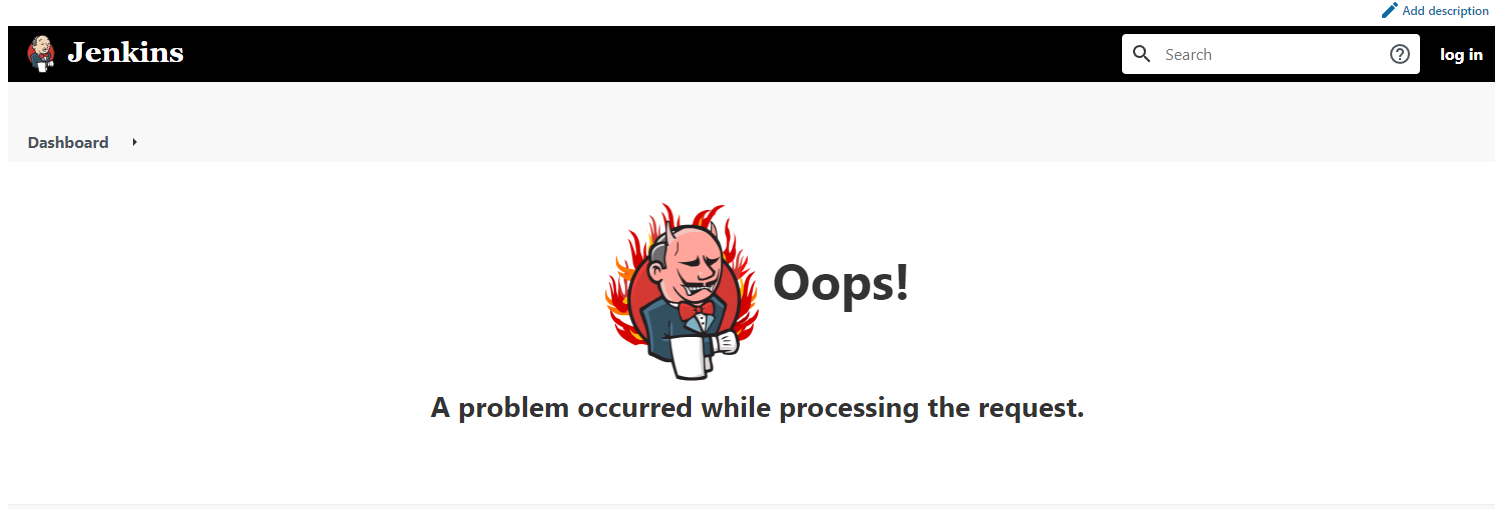 Add description
Jenkins
Search
log in
Dashboard
Oops!
A problem occurred while processing the request.